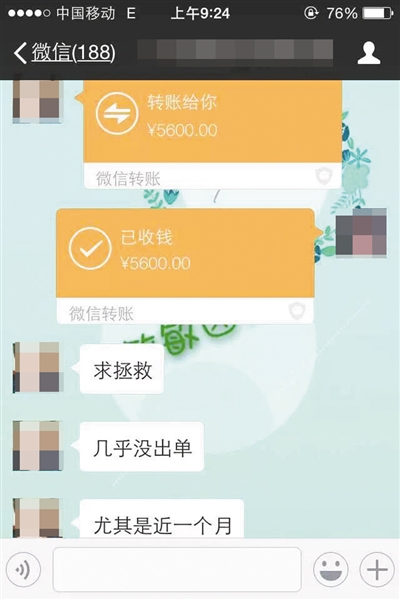 中国移动 E 上午9:24 76%
微信(188)
转账给你
¥5600.00
微信转账
已收钱
¥5600.00
微信转账
求拯救
几乎没出单
尤其是近一个月